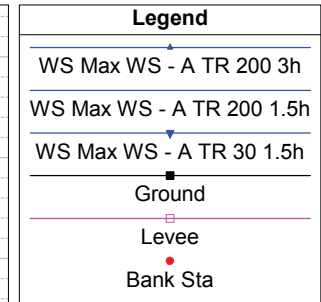 Legend
WS Max WS - A TR 200 3h
WS Max WS - A TR 200 1.5h
WS Max WS - A TR 30 1.5h
Ground
Levee
Bank Sta